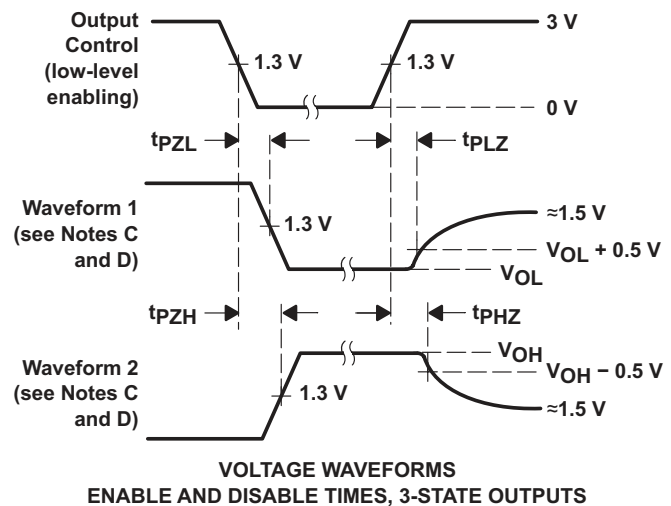 Output
Control
(low-level
enabling)
1.3 V
1.3 V
3 V
0 V
tPZL
tPLZ
Waveform 1
(see Notes C
and D)
1.3 V
≈1.5 V
VOL + 0.5 V
VOL
tPZH
tPHZ
Waveform 2
(see Notes C
and D)
1.3 V
VOH
VOH − 0.5 V
≈1.5 V
VOLTAGE WAVEFORMS
ENABLE AND DISABLE TIMES, 3-STATE OUTPUTS